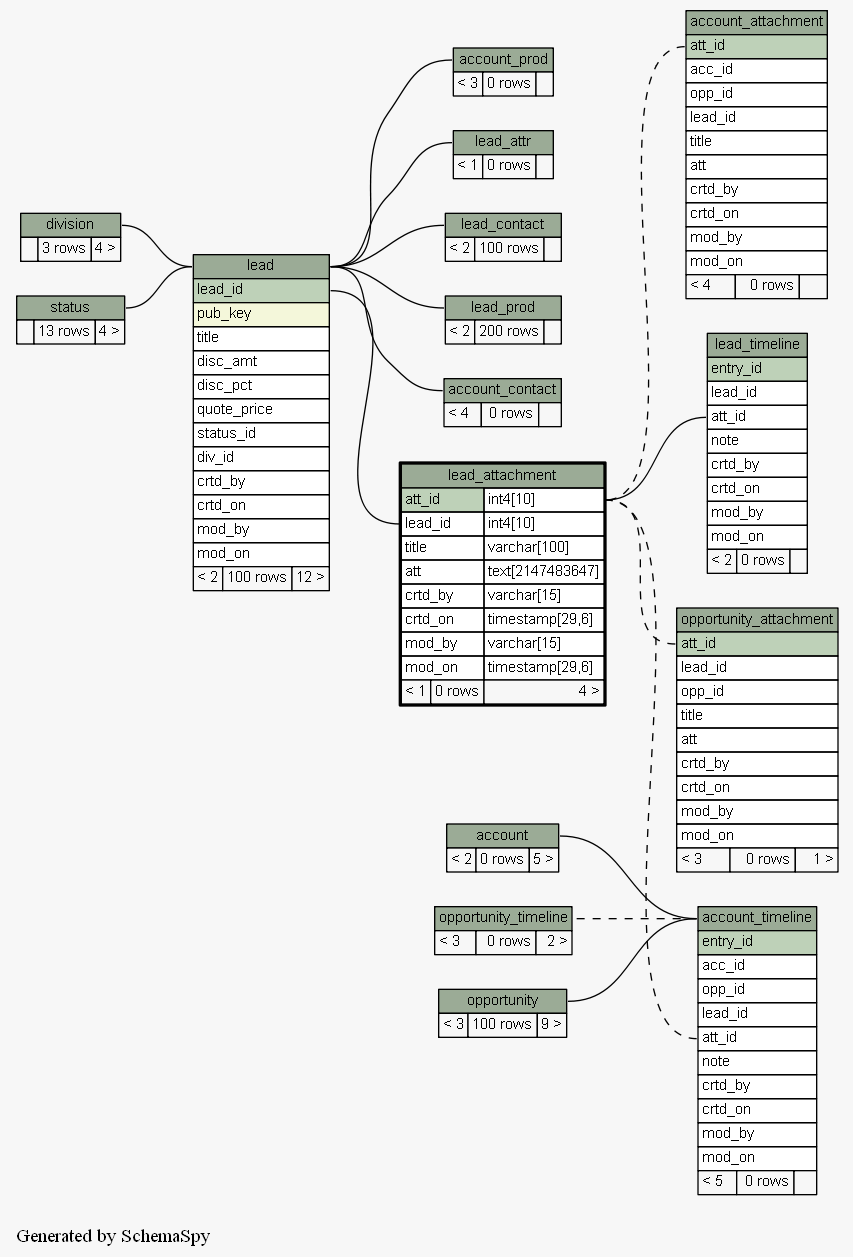 account_attachment
att_id
acc_id
opp_id
lead_id
title
att
crtd_by
crtd_on
mod_by
mod_on
< 4 0 rows
account_prod
< 3 0 rows
lead_attr
< 1 0 rows
division
3 rows 4 >
status
13 rows 4 >
lead
lead_id
pub_key
title
disc_amt
disc_pct
quote_price
status_id
div_id
crtd_by
crtd_on
mod_by
mod_on
< 2 100 rows 12 >
lead_contact
< 2 100 rows
lead_prod
< 2 200 rows
account_contact
< 4 0 rows
lead_timeline
entry_id
lead_id
att_id
note
crtd_by
crtd_on
mod_by
mod_on
< 2 0 rows
lead_attachment
att_id int4[10]
lead_id int4[10]
title varchar[100]
att text[2147483647]
crtd_by varchar[15]
crtd_on timestamp[29,6]
mod_by varchar[15]
mod_on timestamp[29,6]
< 1 0 rows 4 >
opportunity_attachment
att_id
lead_id
opp_id
title
att
crtd_by
crtd_on
mod_by
mod_on
< 3 0 rows 1 >
account
< 2 0 rows 5 >
opportunity_timeline
< 3 0 rows 2 >
opportunity
< 3 100 rows 9 >
account_timeline
entry_id
acc_id
opp_id
lead_id
att_id
note
crtd_by
crtd_on
mod_by
mod_on
< 5 0 rows
Generated by SchemaSpy